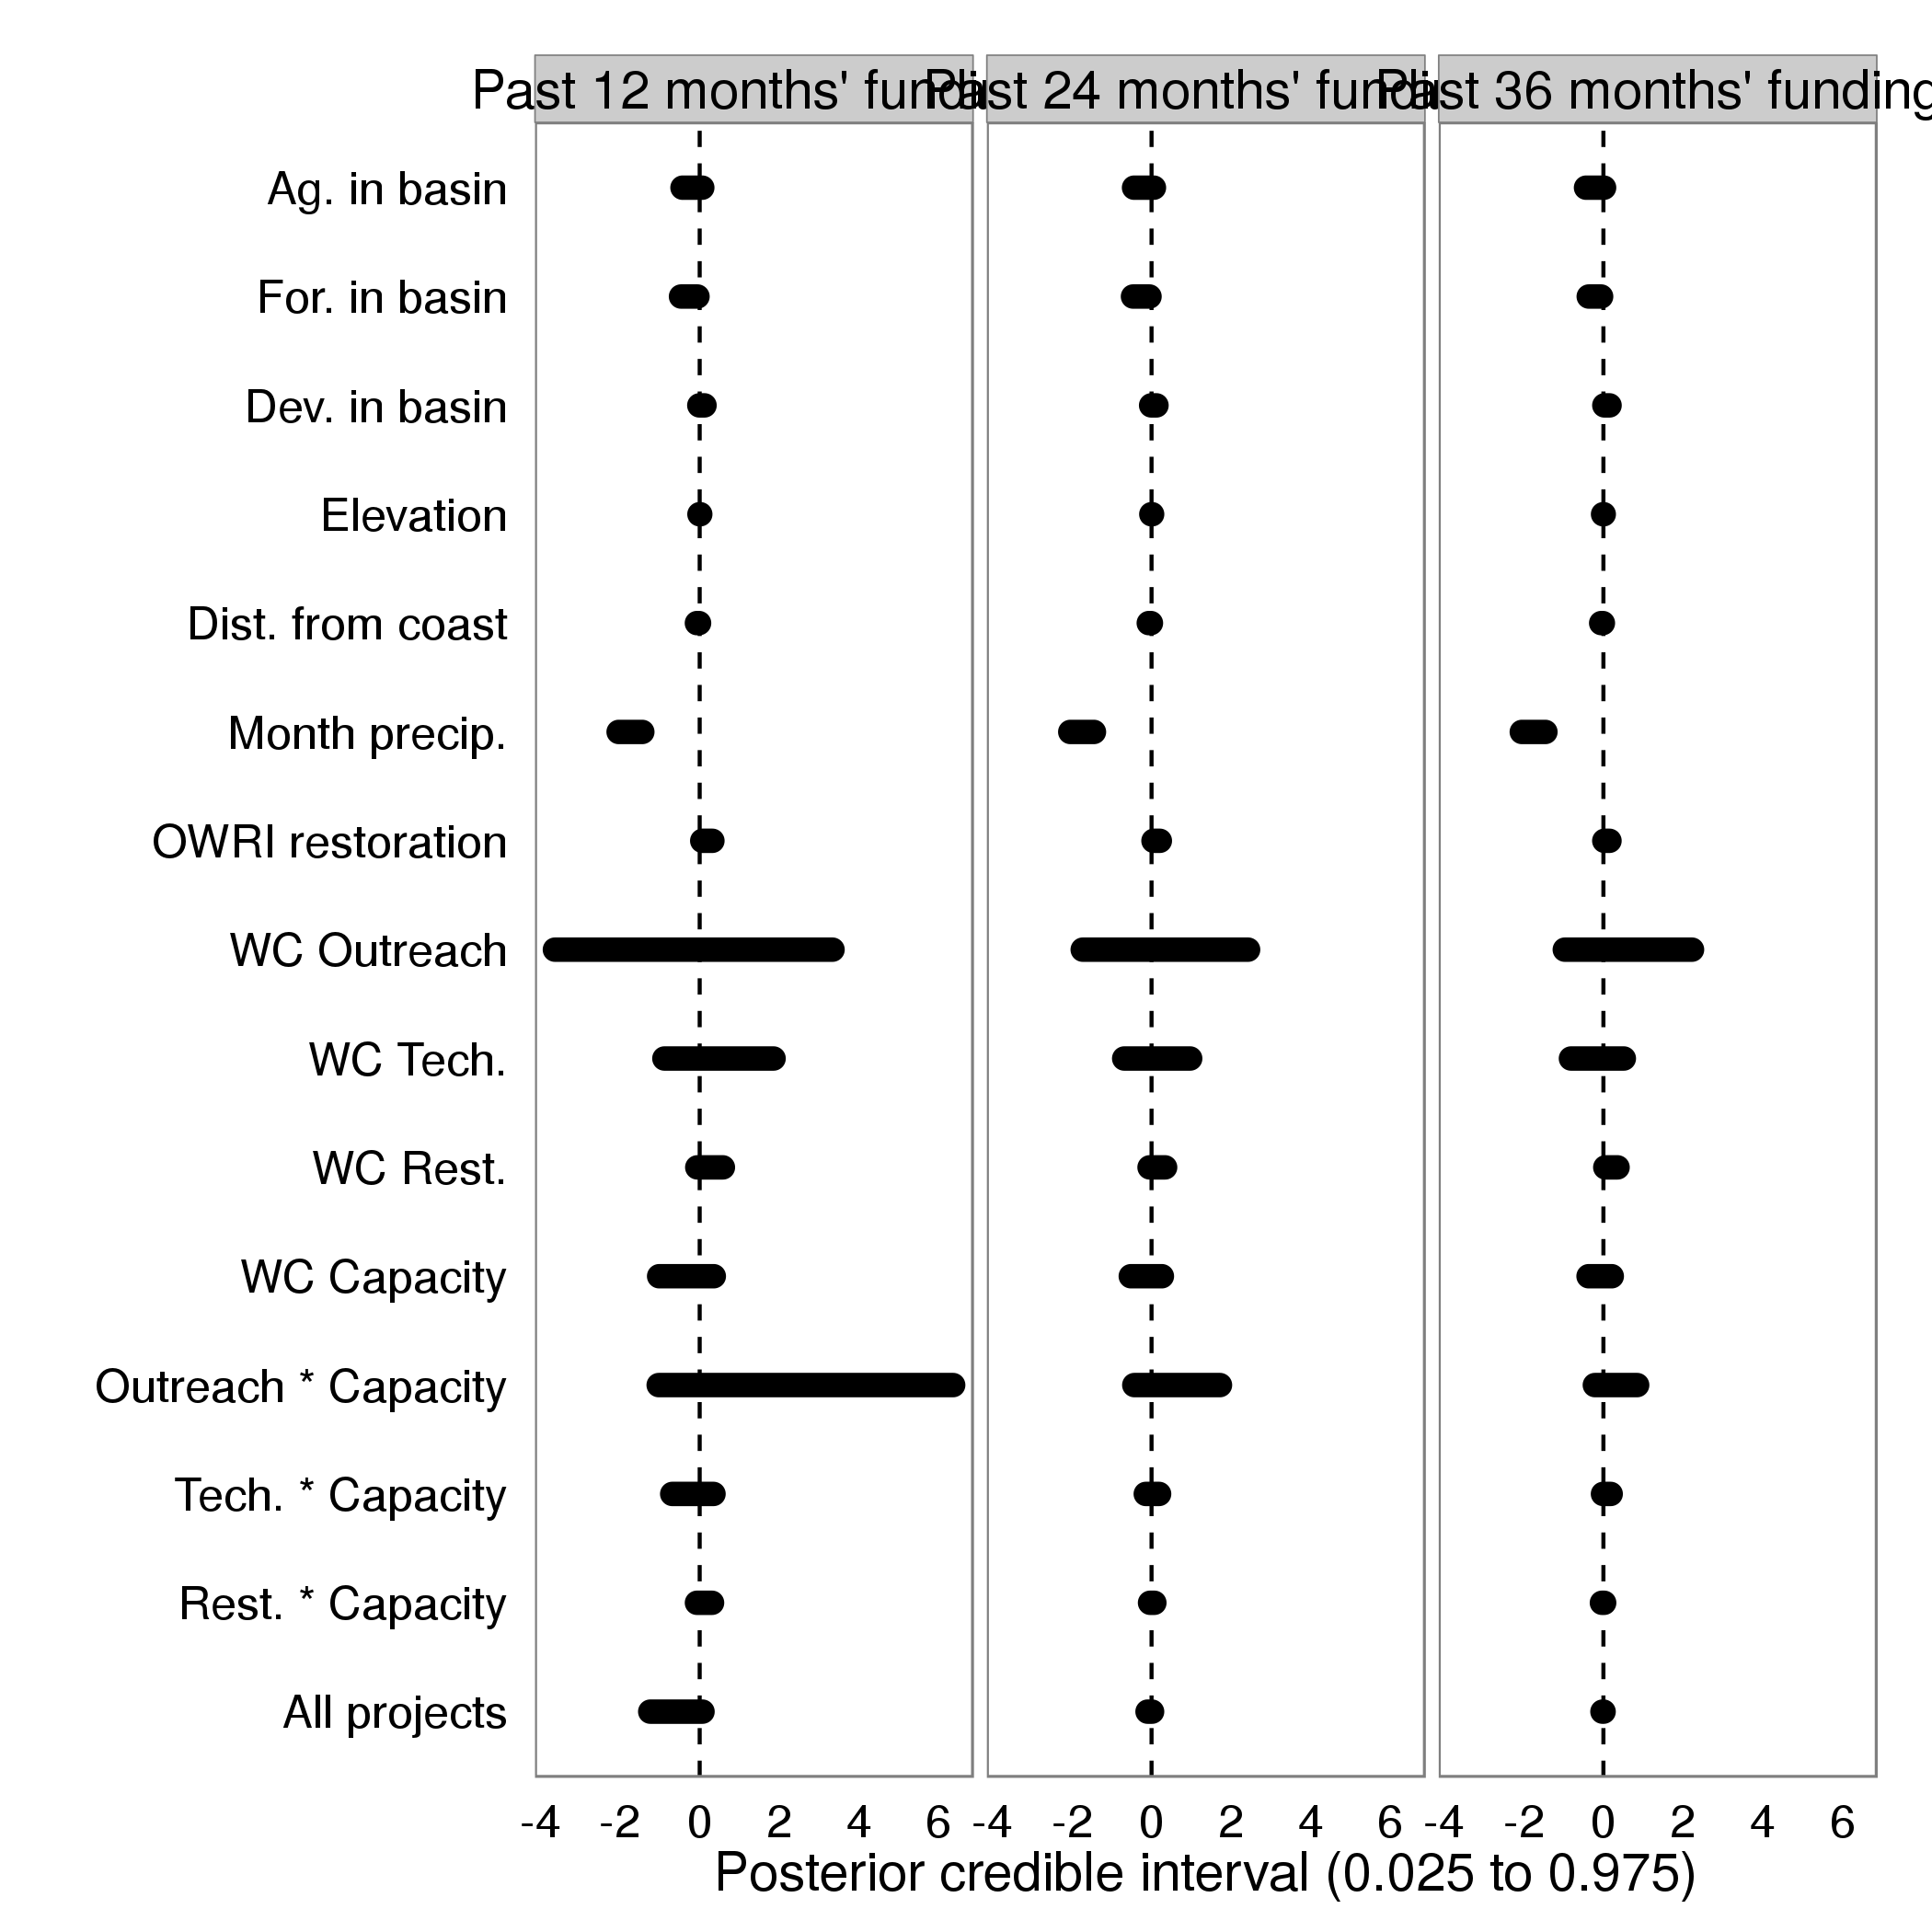 Past 12 months' fundi
Past 24 months' fundi
Past 36 months' funding
Ag. in basin
For. in basin
Dev. in basin
Elevation
Dist. from coast
Month precip.
OWRI restoration
WC Outreach
WC Tech.
WC Rest.
WC Capacity
Outreach * Capacity
Tech. * Capacity
Rest. * Capacity
All projects
-4 -2 0 2 4 6 -4 -2 0 2 4 6 -4 -2 0 2 4 6
Posterior credible interval (0.025 to 0.975)